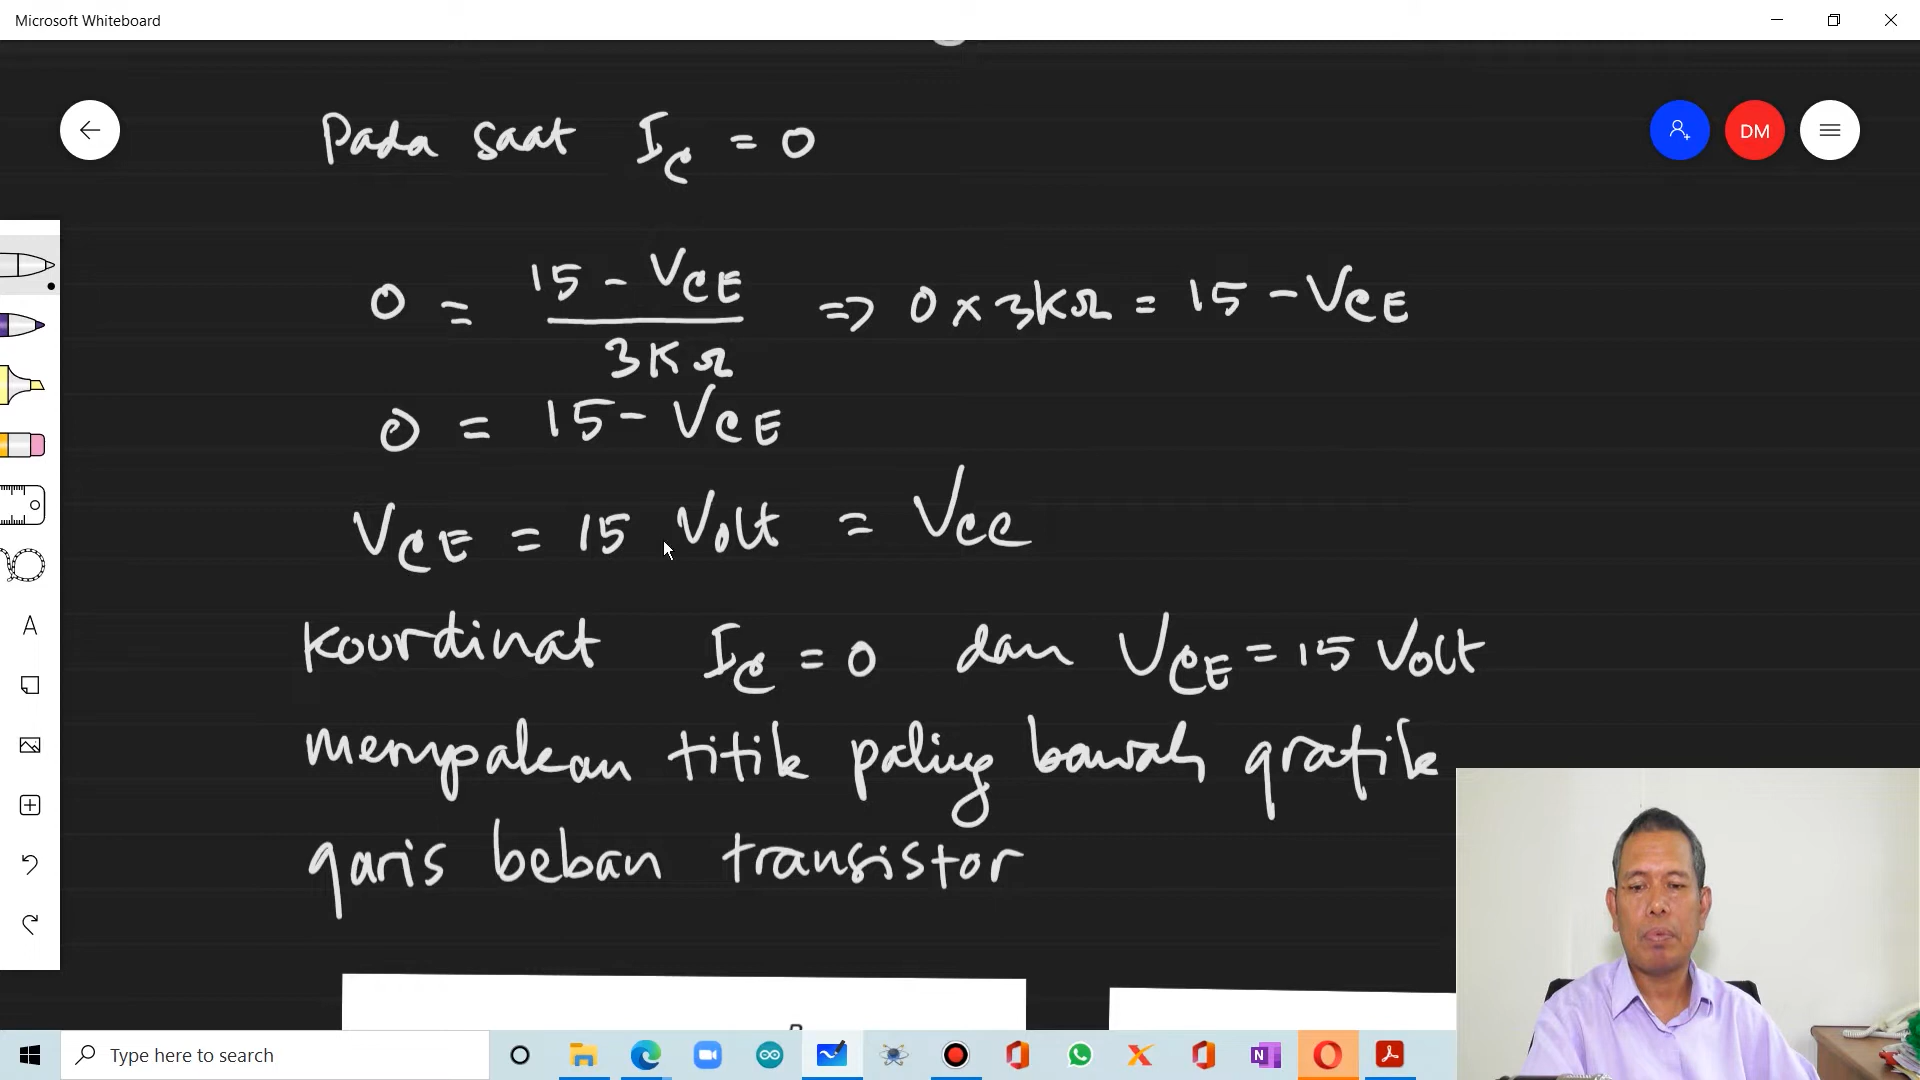 Microsoft Whiteboard
Pada saat I_C = 0
DM
0 = (15 - V_CE) / 3KΩ => 0 x 3KΩ = 15 - V_CE
0 = 15 - V_CE
V_CE = 15 Volt = V_CC
Koordinat I_C = 0 dan V_CE = 15 Volt
merupakan titik paling bawah grafik
garis beban transistor
Type here to search